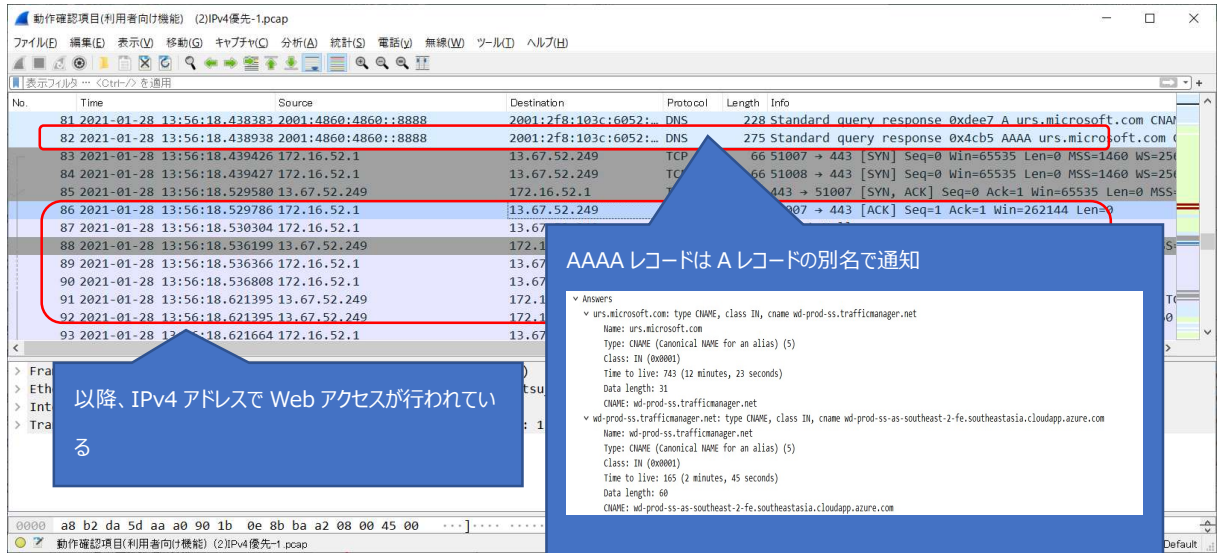 動作確認項目(利用者向け機能) (2)IPv4優先-1.pcap
ファイル(F) 編集(E) 表示(V) 移動(G) キャプチャ(C) 分析(A) 統計(S) 電話(y) 無線(W) ツール(T) ヘルプ(H)
表示フィルタ … <Ctrl-/> を適用
No. Time Source Destination Protocol Length Info
81 2021-01-28 13:56:18.438383 2001:4860:4860::8888 2001:2f8:103c:6052:… DNS 228 Standard query response 0xdee7 A urs.microsoft.com CNA
82 2021-01-28 13:56:18.438938 2001:4860:4860::8888 2001:2f8:103c:6052:… DNS 275 Standard query response 0x4cb5 AAAA urs.microsoft.com
83 2021-01-28 13:56:18.439426 172.16.52.1 13.67.52.249 TCP 66 51007 → 443 [SYN] Seq=0 Win=65535 Len=0 MSS=1460 WS=256
84 2021-01-28 13:56:18.439427 172.16.52.1 13.67.52.249 TC 66 51008 → 443 [SYN] Seq=0 Win=65535 Len=0 MSS=1460 WS=256
85 2021-01-28 13:56:18.529580 13.67.52.249 172.16.52.1 443 → 51007 [SYN, ACK] Seq=0 Ack=1 Win=65535 Len=0 MSS=
86 2021-01-28 13:56:18.529786 172.16.52.1 13.67.52.249 007 → 443 [ACK] Seq=1 Ack=1 Win=262144 Len=0
87 2021-01-28 13:56:18.530304 172.16.52.1 13.67
88 2021-01-28 13:56:18.536199 13.67.52.249 172.1 S=
89 2021-01-28 13:56:18.536366 172.16.52.1 13.67
90 2021-01-28 13:56:18.536808 172.16.52.1 13.67
91 2021-01-28 13:56:18.621395 13.67.52.249 172.1
92 2021-01-28 13:56:18.621395 13.67.52.249 172.1
93 2021-01-28 13:56:18.621664 172.16.52.1 13.67
AAAA レコードは A レコードの別名で通知
Answers
urs.microsoft.com: type CNAME, class IN, cname wd-prod-ss.trafficmanager.net
Name: urs.microsoft.com
Type: CNAME (Canonical NAME for an alias) (5)
Class: IN (0x0001)
Time to live: 743 (12 minutes, 23 seconds)
Data length: 31
CNAME: wd-prod-ss.trafficmanager.net
wd-prod-ss.trafficmanager.net: type CNAME, class IN, cname wd-prod-ss-as-southeast-2-fe.southeastasia.cloudapp.azure.com
Name: wd-prod-ss.trafficmanager.net
Type: CNAME (Canonical NAME for an alias) (5)
Class: IN (0x0001)
Time to live: 165 (2 minutes, 45 seconds)
Data length: 60
CNAME: wd-prod-ss-as-southeast-2-fe.southeastasia.cloudapp.azure.com
> Fra
> Eth tsu
> Int
> Tra : 1
以降、IPv4 アドレスで Web アクセスが行われてい
る
0000 a8 b2 da 5d aa a0 90 1b 0e 8b ba a2 08 00 45 00 ···]····
動作確認項目(利用者向け機能) (2)IPv4優先-1.pcap Default